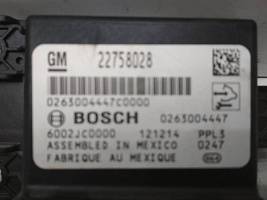 GM 22758028
0263004447C0000
BOSCH 0263004447
6002JC0000 121214 PPL3
ASSEMBLED IN MEXICO 0247
FABRIQUE AU MEXIQUE